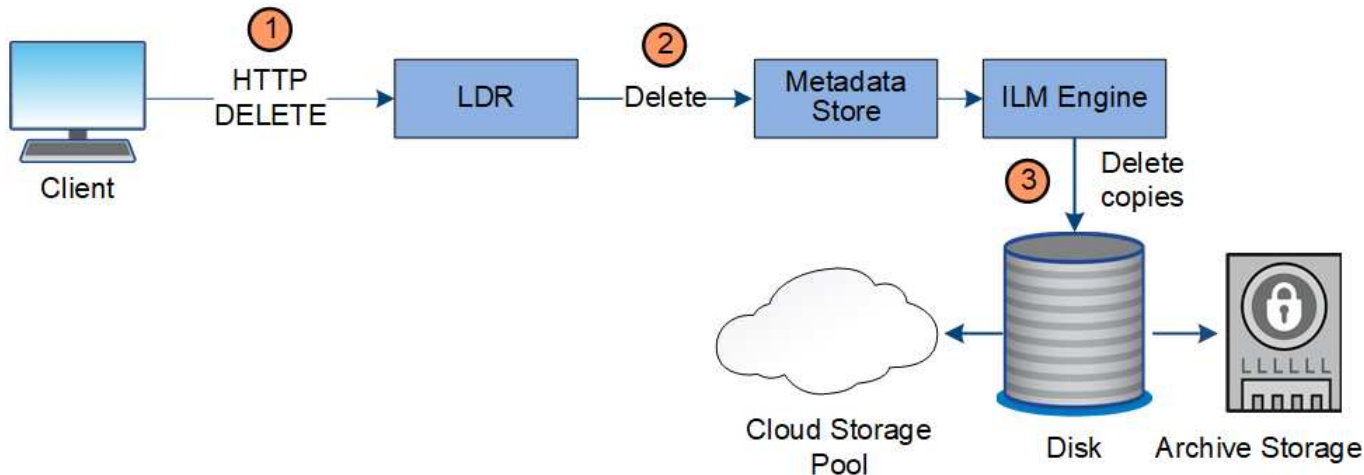 1
HTTP
DELETE
LDR
2
Delete
Metadata
Store
ILM Engine
Client
3
Delete
copies
LLLLLL
Cloud Storage
Pool
Disk
Archive Storage